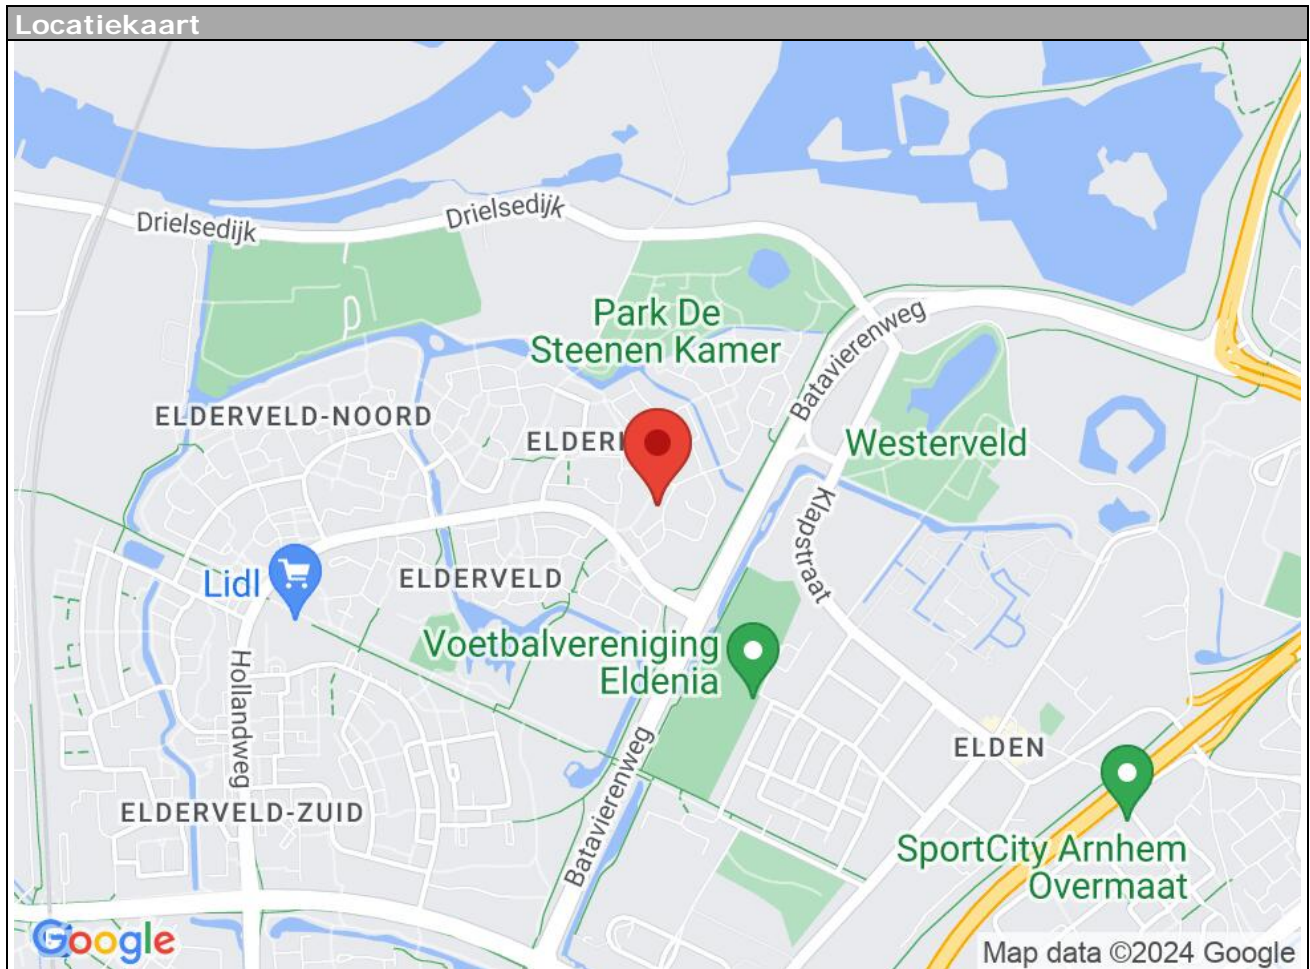 Locatiekaart
Drielsedijk
Drielsedijk
Park De
Steenen Kamer
Batavierenweg
ELDERVELD-NOORD
Westerveld
Klapstraat
Lidl
ELDERVELD
Voetbalvereniging
Eldenia
Hollandweg
ELDEN
Batavierenweg
ELDERVELD-ZUID
SportCity Arnhem
Overmaat
Google
Map data ©2024 Google